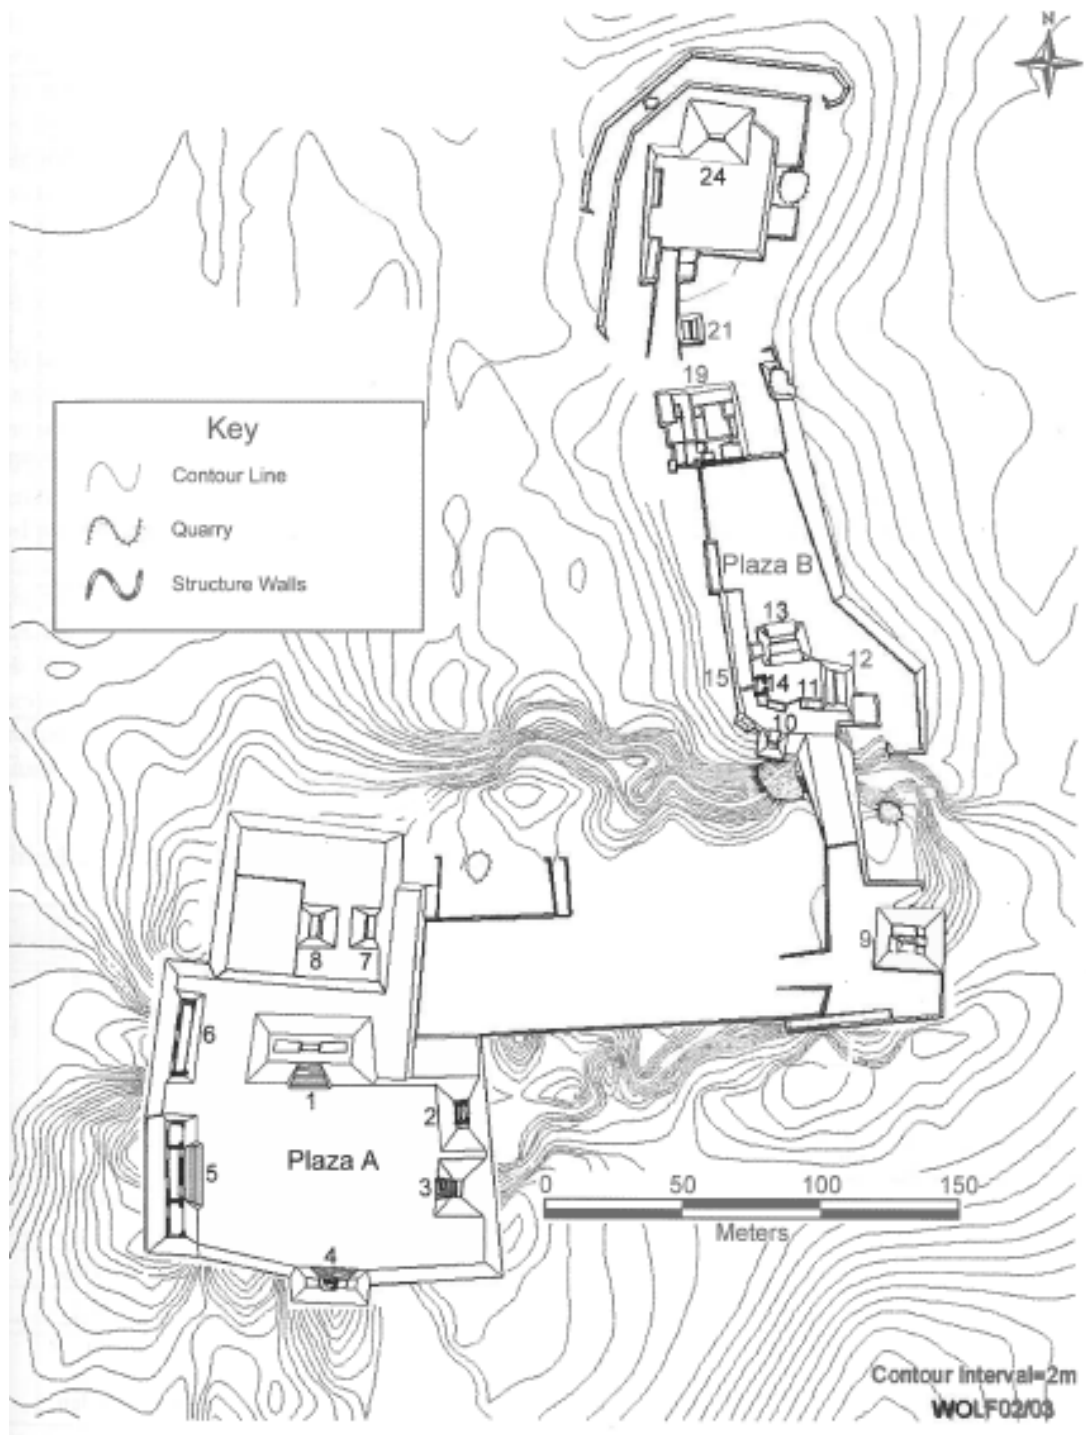 N
24
21
19
Key
Contour Line
Quarry
Structure Walls
Plaza B
13
12
15
14
11
10
9
8
7
6
1
2
Plaza A
5
3
4
0
50
100
150
Meters
Contour Interval=2m
WOLF02/03